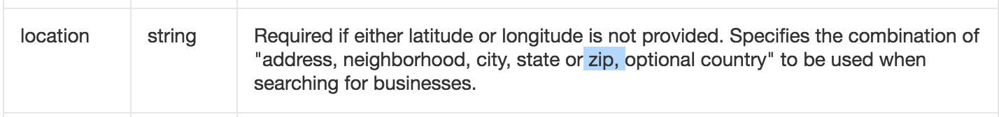 location string Required if either latitude or longitude is not provided. Specifies the combination of
"address, neighborhood, city, state or zip, optional country" to be used when
searching for businesses.